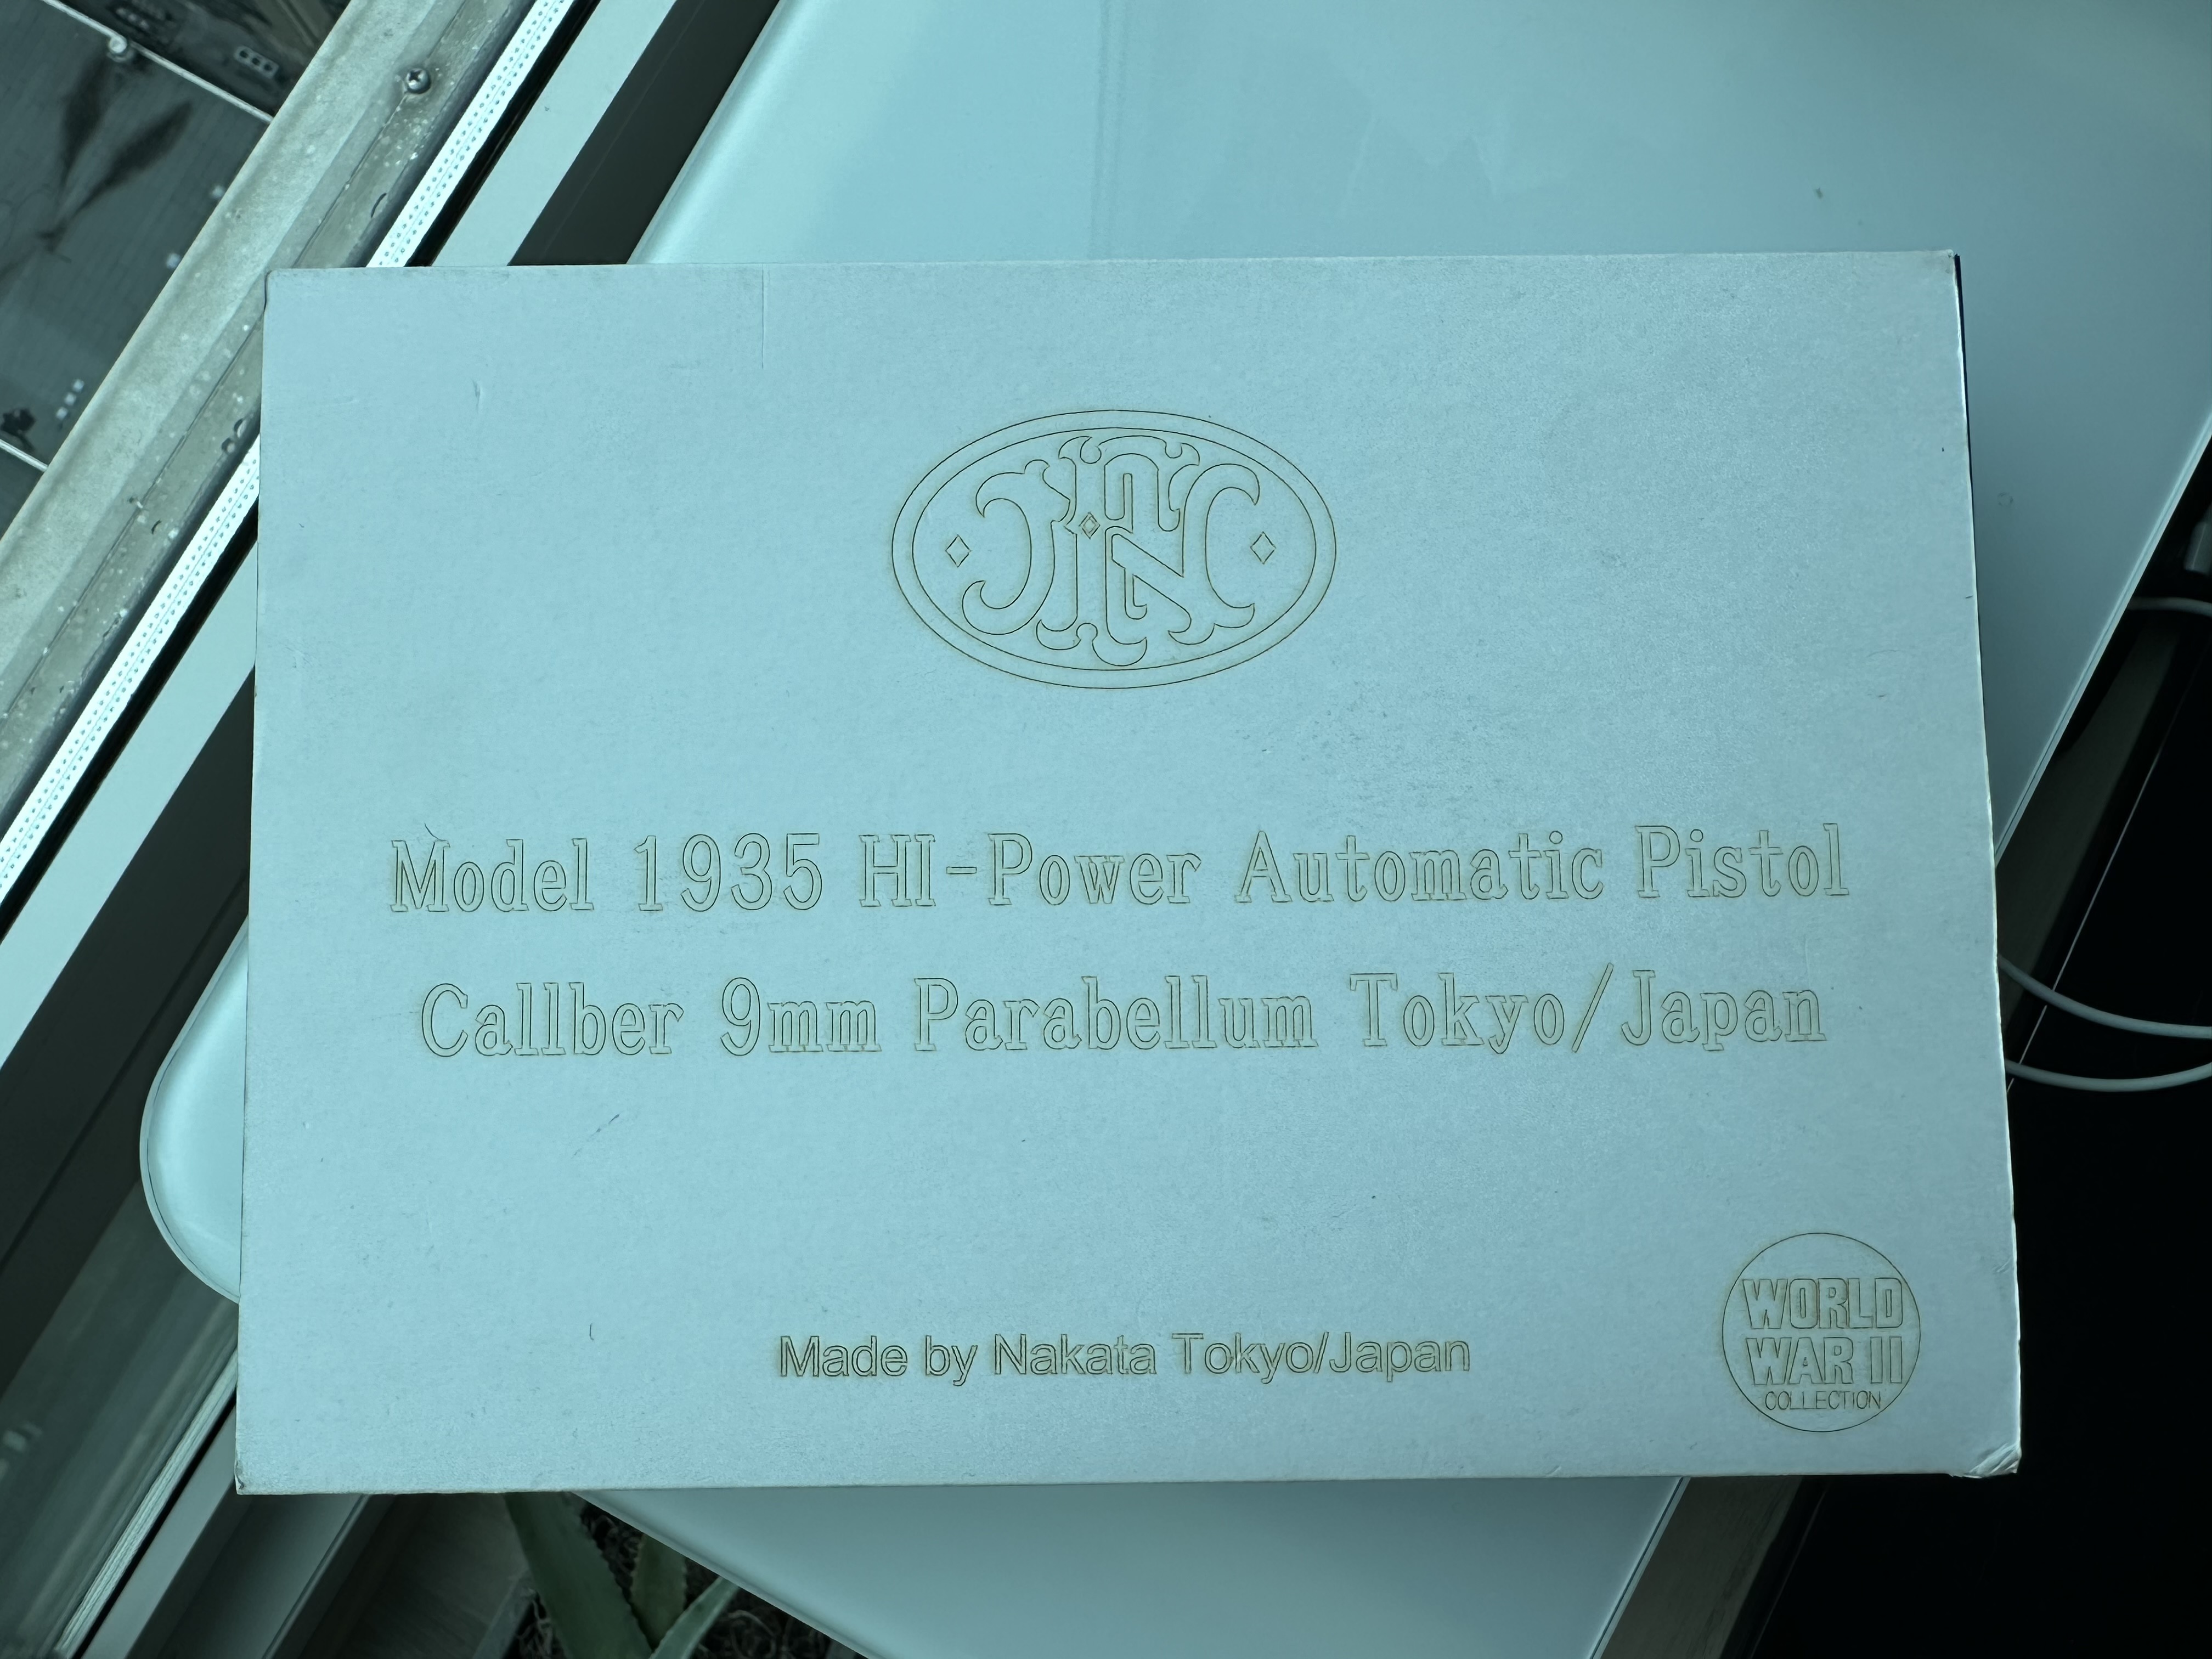 FN
Model 1935 HI-Power Automatic Pistol
Callber 9mm Parabellum Tokyo/Japan
Made by Nakata Tokyo/Japan
WORLD
WAR II
COLLECTION